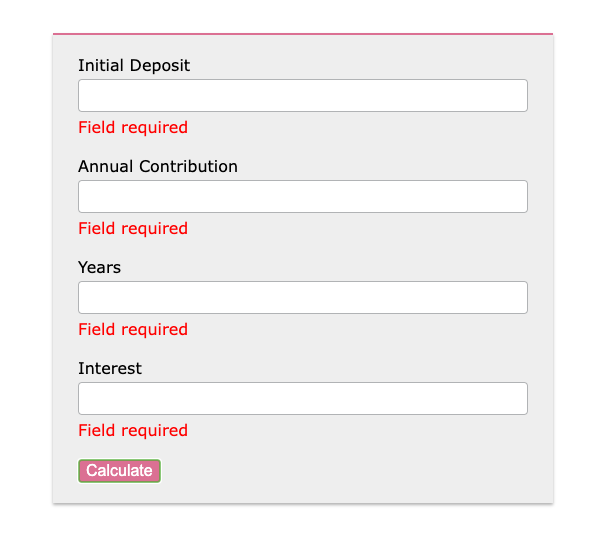 Initial Deposit
Field required
Annual Contribution
Field required
Years
Field required
Interest
Field required
Calculate